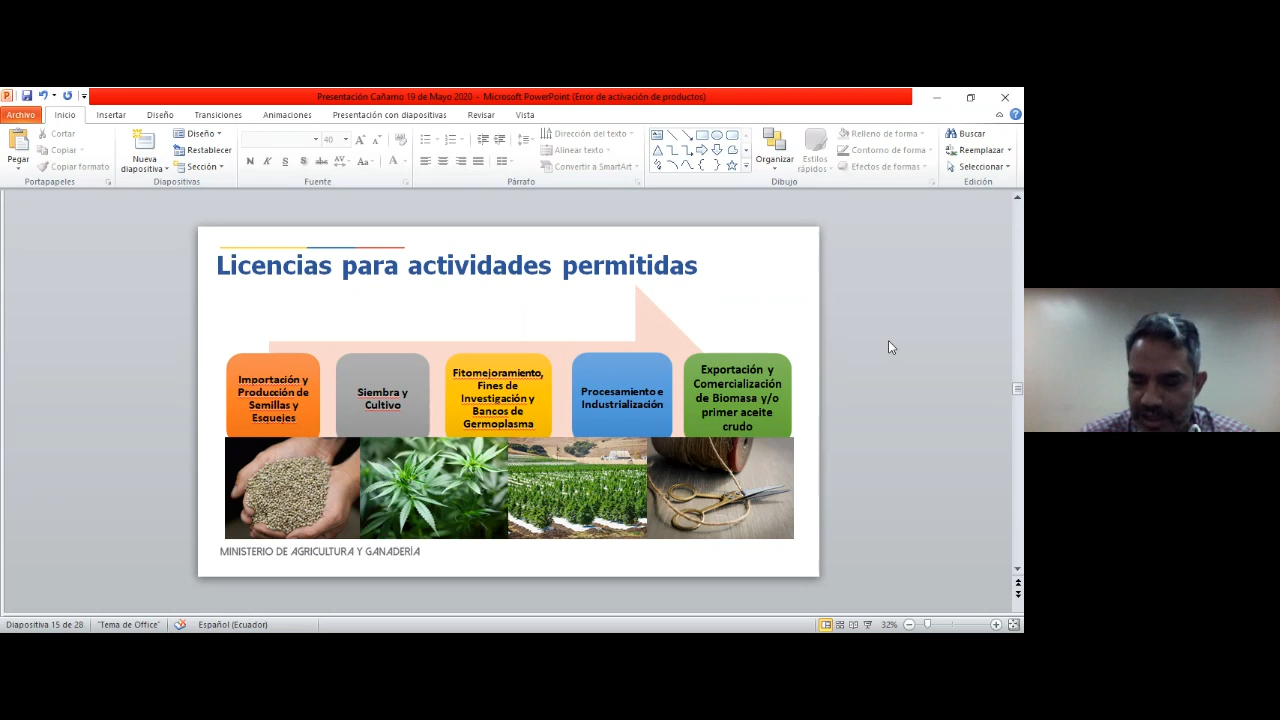 Presentación Cañamo 19 de Mayo 2020 - Microsoft PowerPoint (Error de activación de productos)
Archivo Inicio Insertar Diseño Transiciones Animaciones Presentación con diapositivas Revisar Vista
Pegar
Cortar
Copiar
Copiar formato
Portapapeles
Nueva
diapositiva
Diseño
Restablecer
Sección
Diapositivas
40
N K S S abc AV Aa A
Fuente
Dirección del texto
Alinear texto
Convertir a SmartArt
Párrafo
Organizar
Estilos
rápidos
Relleno de forma
Contorno de forma
Efectos de formas
Dibujo
Buscar
Reemplazar
Seleccionar
Edición
Licencias para actividades permitidas
Importación y
Producción de
Semillas y
Esquejes
Siembra y
Cultivo
Fitomejoramiento,
Fines de
Investigación y
Bancos de
Germoplasma
Procesamiento e
Industrialización
Exportación y
Comercialización
de Biomasa y/o
primer aceite
crudo
MINISTERIO DE AGRICULTURA Y GANADERÍA
Diapositiva 15 de 28 "Tema de Office" Español (Ecuador) 32%